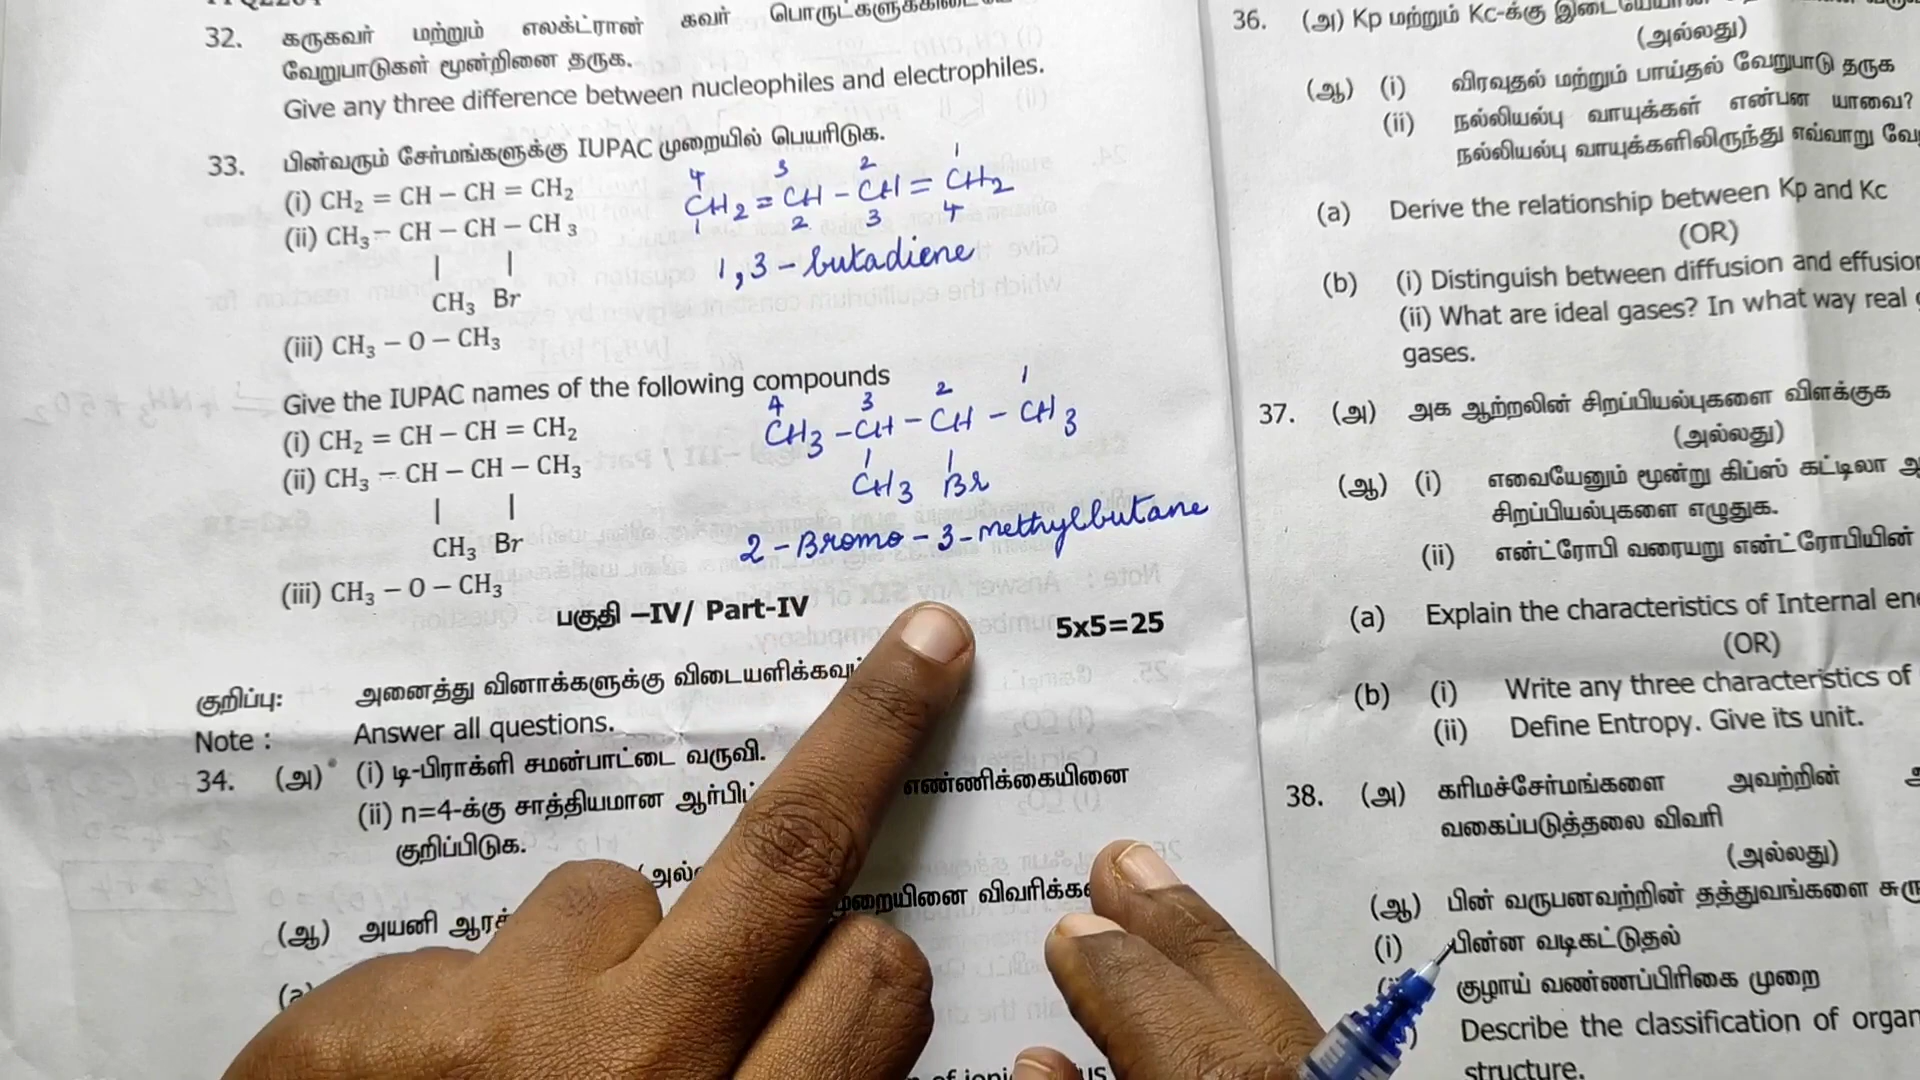 32. கருகவர் மற்றும் எலக்ட்ரான் கவர்
வேறுபாடுகள் மூன்றினை தருக.
Give any three difference between nucleophiles and electrophiles.
33. பின்வரும் சேர்மங்களுக்கு IUPAC முறையில் பெயரிடுக.
(i) CH₂ = CH – CH = CH₂
(ii) CH₃ – CH – CH – CH ₃
| |
CH₃ Br
(iii) CH₃ – O – CH₃
4 3 2 1
CH₂ = CH - CH = CH₂
1 2 3 4
1,3 - butadiene
Give the IUPAC names of the following compounds
(i) CH₂ = CH – CH = CH₂
(ii) CH₃ – CH – CH – CH₃
| |
CH₃ Br
(iii) CH₃ – O – CH₃
4 3 2 1
CH₃ - CH - CH - CH₃
| |
CH₃ Br
2 - Bromo - 3 - methylbutane
பகுதி –IV/ Part-IV
5x5=25
குறிப்பு: அனைத்து வினாக்களுக்கு
Note : Answer all questions.
34. (அ) (i) டி-பிராக்ளி சமன்பாட்டை வருவி.
(ii) n=4-க்கு சாத்தியமான எண்ணிக்கையினை
குறிப்பிடுக.
(ஆ) அயனி விவரிக்க
36. (அ) Kp மற்றும் Kc-க்கு
(அல்லது)
(ஆ) (i) விரவுதல் மற்றும் பாய்தல் வேறுபாடு தருக
(ii) நல்லியல்பு வாயுக்கள் என்பன யாவை?
நல்லியல்பு வாயுக்களிலிருந்து எவ்வாறு
(a) Derive the relationship between Kp and Kc
(OR)
(b) (i) Distinguish between diffusion and effusion
(ii) What are ideal gases? In what way real
gases.
37. (அ) அக ஆற்றலின் சிறப்பியல்புகளை விளக்குக
(அல்லது)
(ஆ) (i) எவையேனும் மூன்று கிப்ஸ் கட்டிலா
சிறப்பியல்புகளை எழுதுக.
(ii) என்ட்ரோபி வரையறு என்ட்ரோபியின்
(a) Explain the characteristics of Internal
(OR)
(b) (i) Write any three characteristics of
(ii) Define Entropy. Give its unit.
38. (அ) கரிமச்சேர்மங்களை அவற்றின்
வகைப்படுத்தலை விவரி
(அல்லது)
(ஆ) பின் வருபனவற்றின் தத்துவங்களை
(i) பின்ன வடிகட்டுதல்
குழாய் வண்ணப்பிரிகை முறை
Describe the classification of
structure.